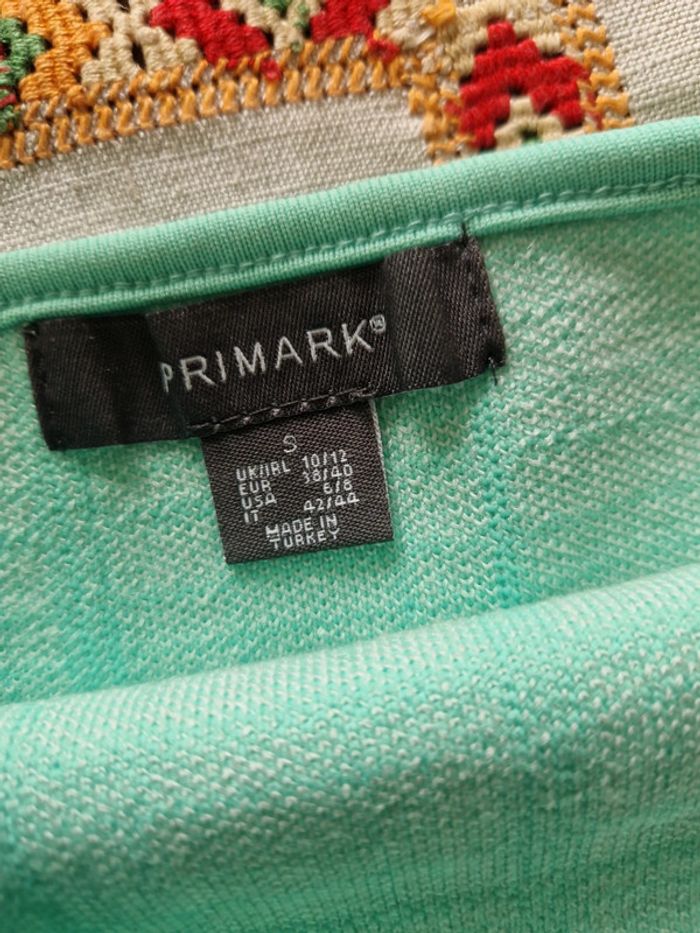 PRIMARK®
S
UK/IRL 10/12
EUR 38/40
USA 6/8
IT 42/44
MADE IN
TURKEY